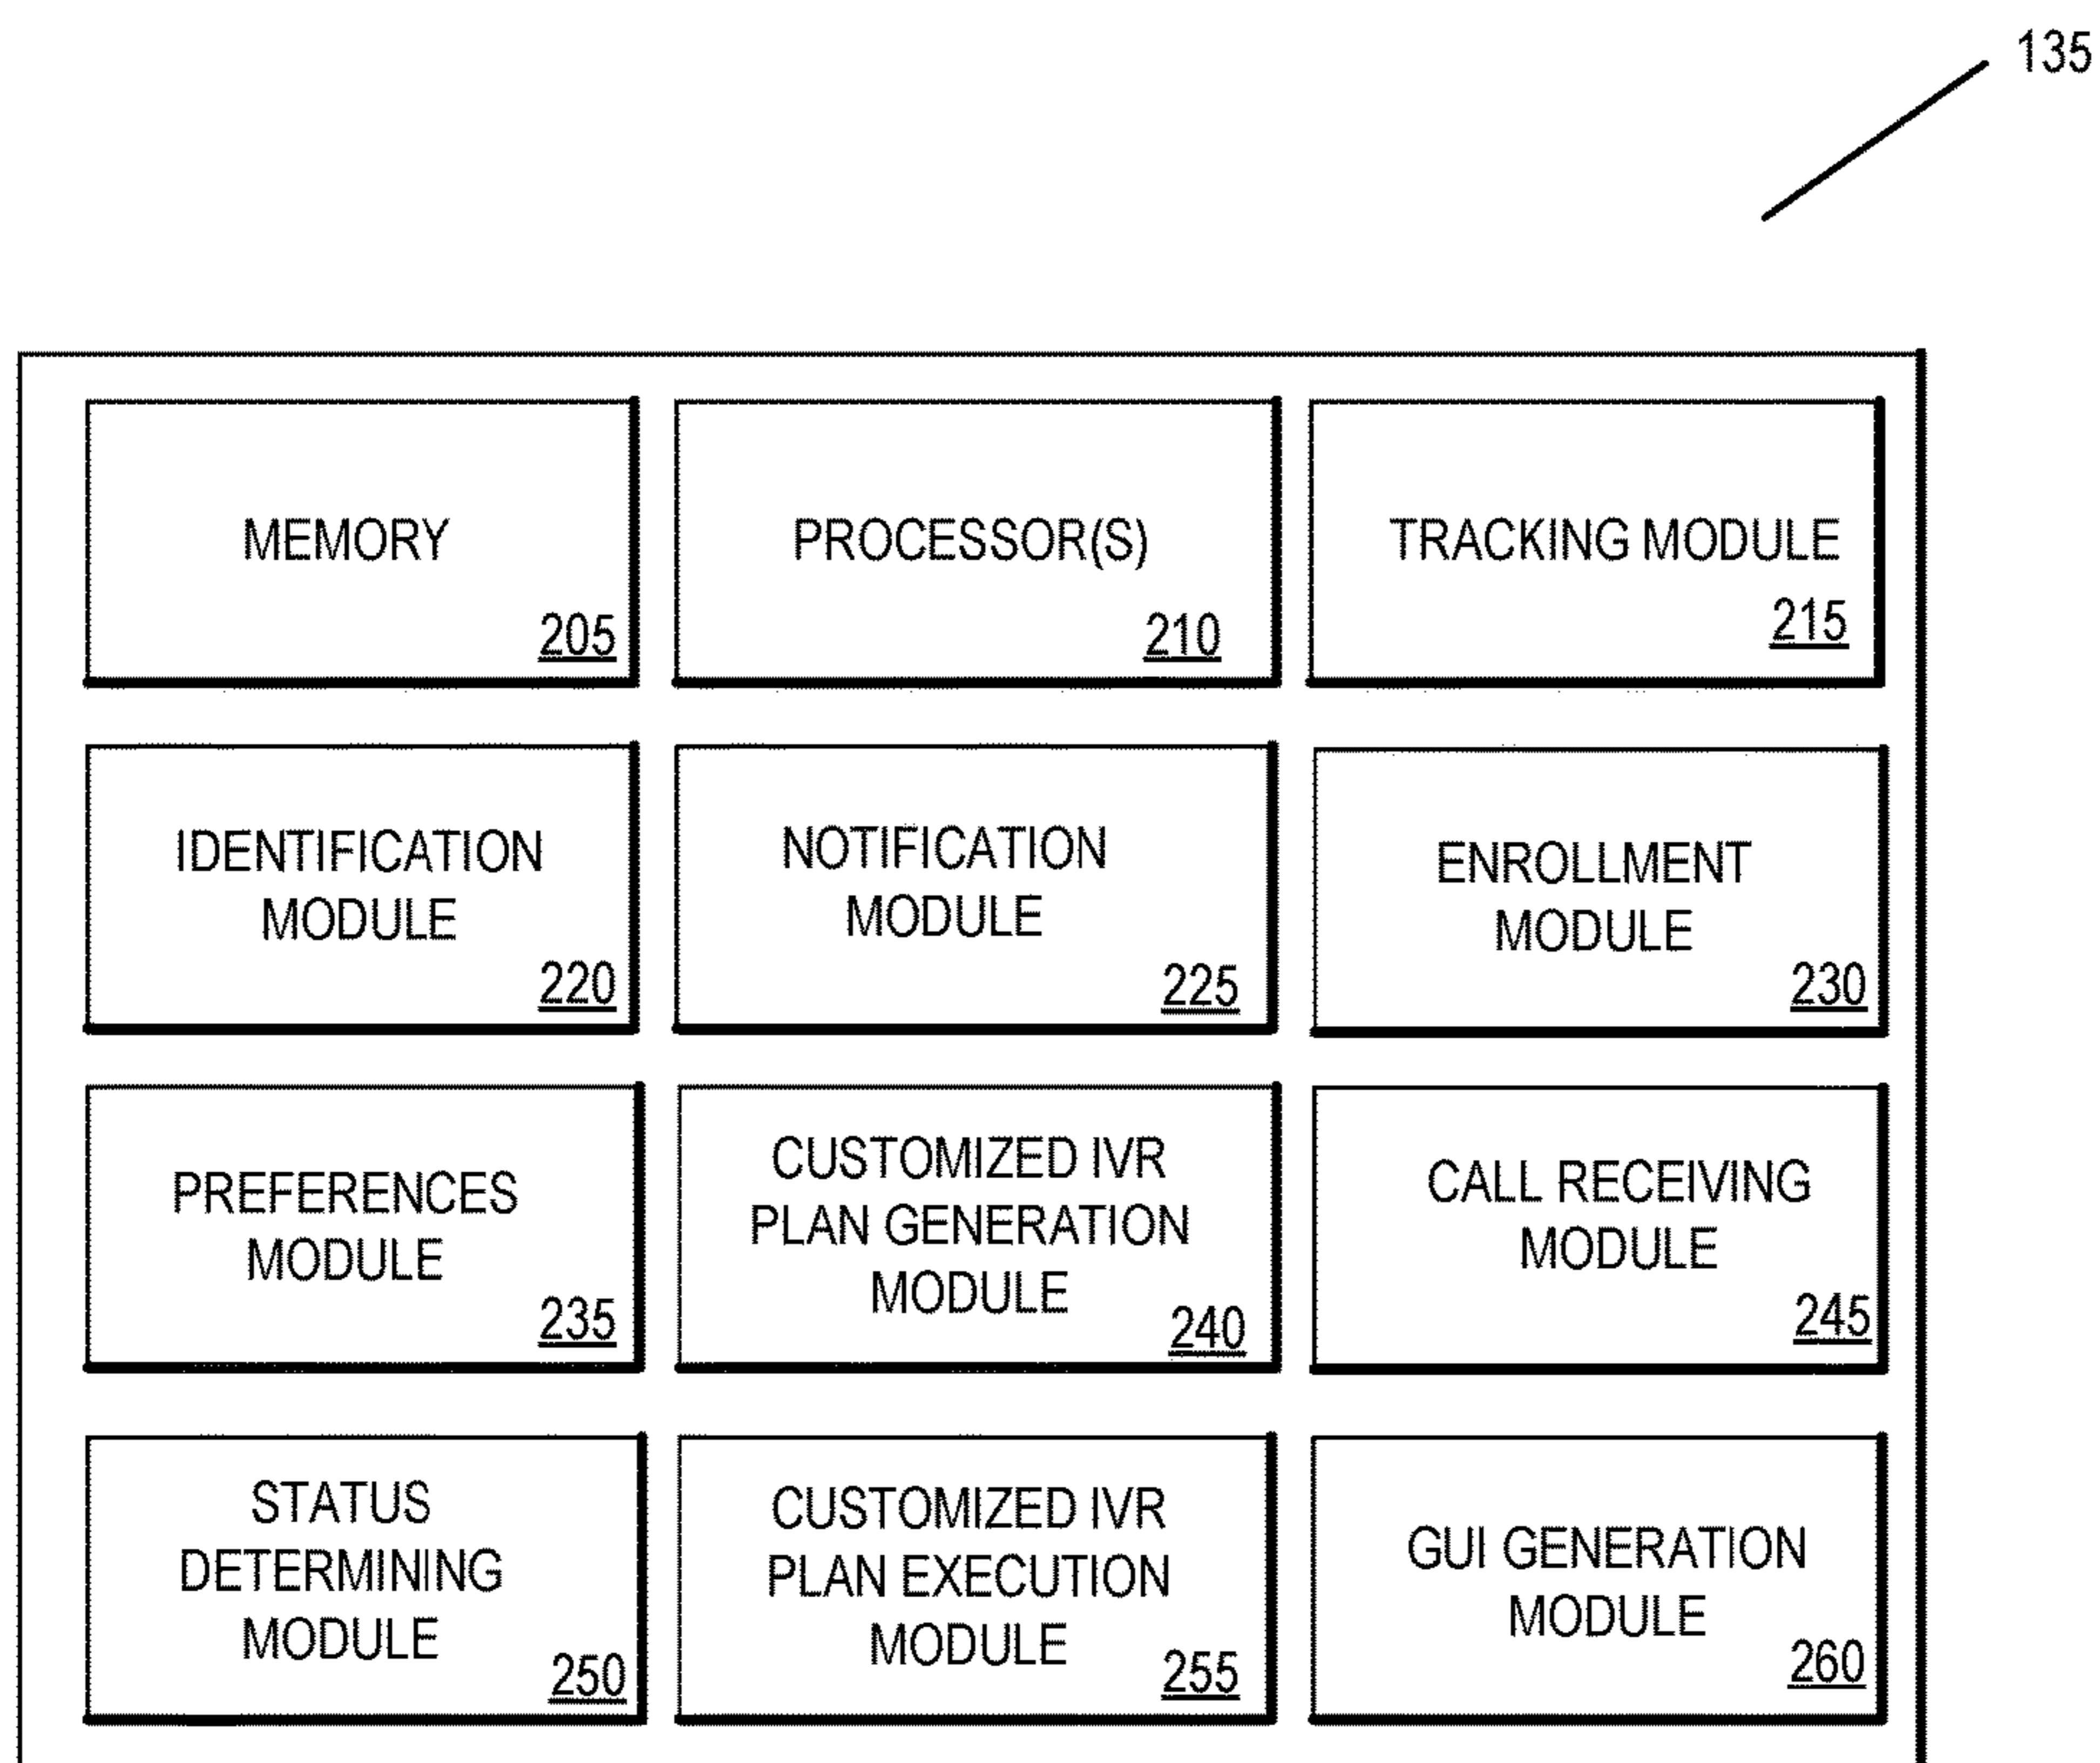 135
MEMORY
205
PROCESSOR(S)
210
TRACKING MODULE
215
IDENTIFICATION
MODULE
220
NOTIFICATION
MODULE
225
ENROLLMENT
MODULE
230
PREFERENCES
MODULE
235
CUSTOMIZED IVR
PLAN GENERATION
MODULE
240
CALL RECEIVING
MODULE
245
STATUS
DETERMINING
MODULE
250
CUSTOMIZED IVR
PLAN EXECUTION
MODULE
255
GUI GENERATION
MODULE
260